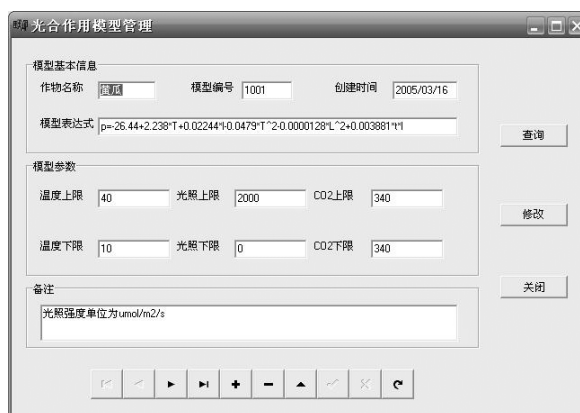 光合作用模型管理
模型基本信息
作物名称 黄瓜 模型编号 1001 创建时间 2005/03/16
模型表达式 p=-26.44+2.238*T+0.02244*l-0.0479*T^2-0.0000128*L^2+0.003881*t*l
查询
模型参数
温度上限 40 光照上限 2000 CO2上限 340
修改
温度下限 10 光照下限 0 CO2下限 340
关闭
备注
光照强度单位为umol/m2/s